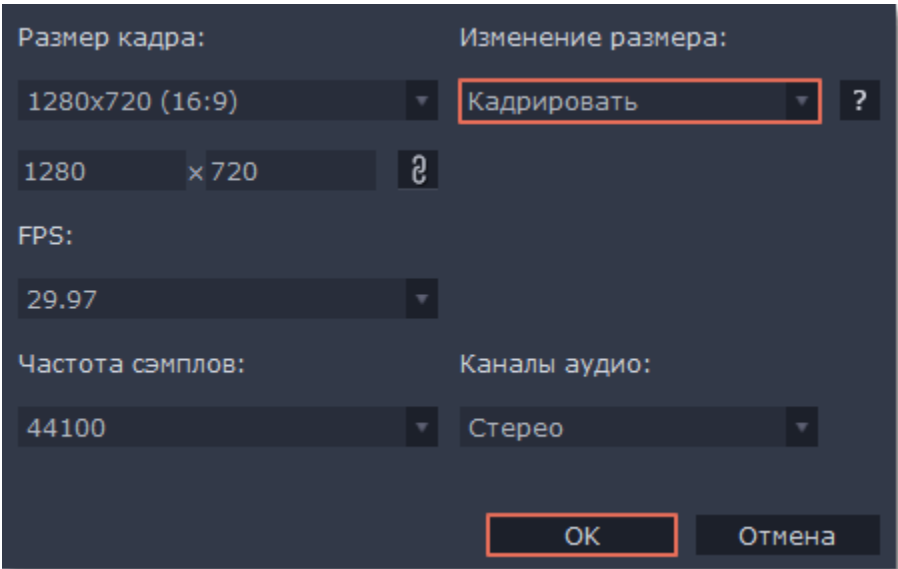 Размер кадра: Изменение размера:
1280x720 (16:9) Кадрировать ?
1280 × 720
FPS:
29.97
Частота сэмплов: Каналы аудио:
44100 Стерео
OK Отмена